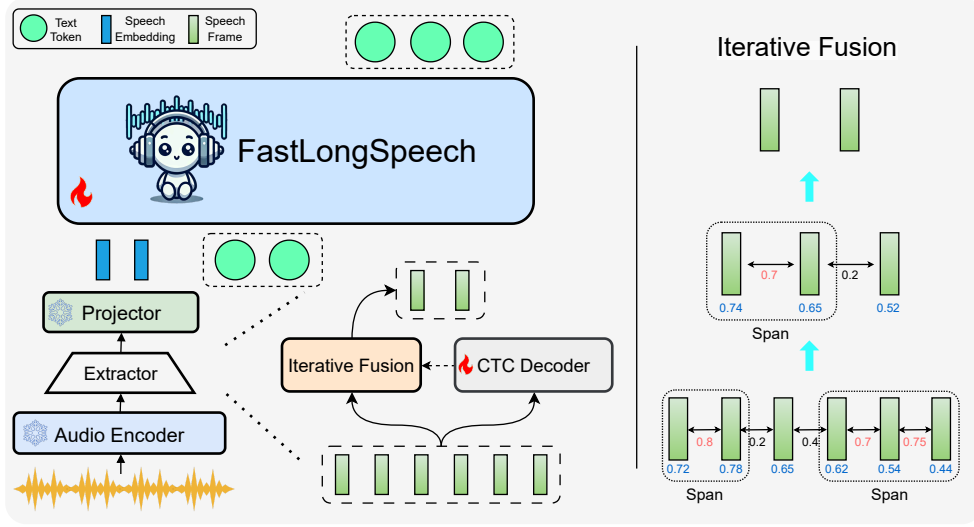 Text
Token
Speech
Embedding
Speech
Frame
FastLongSpeech
Projector
Extractor
Audio Encoder
Iterative Fusion
CTC Decoder
Iterative Fusion
0.7
0.2
0.74
0.65
0.52
Span
0.8
0.2
0.4
0.7
0.75
0.72
0.78
0.65
0.62
0.54
0.44
Span
Span